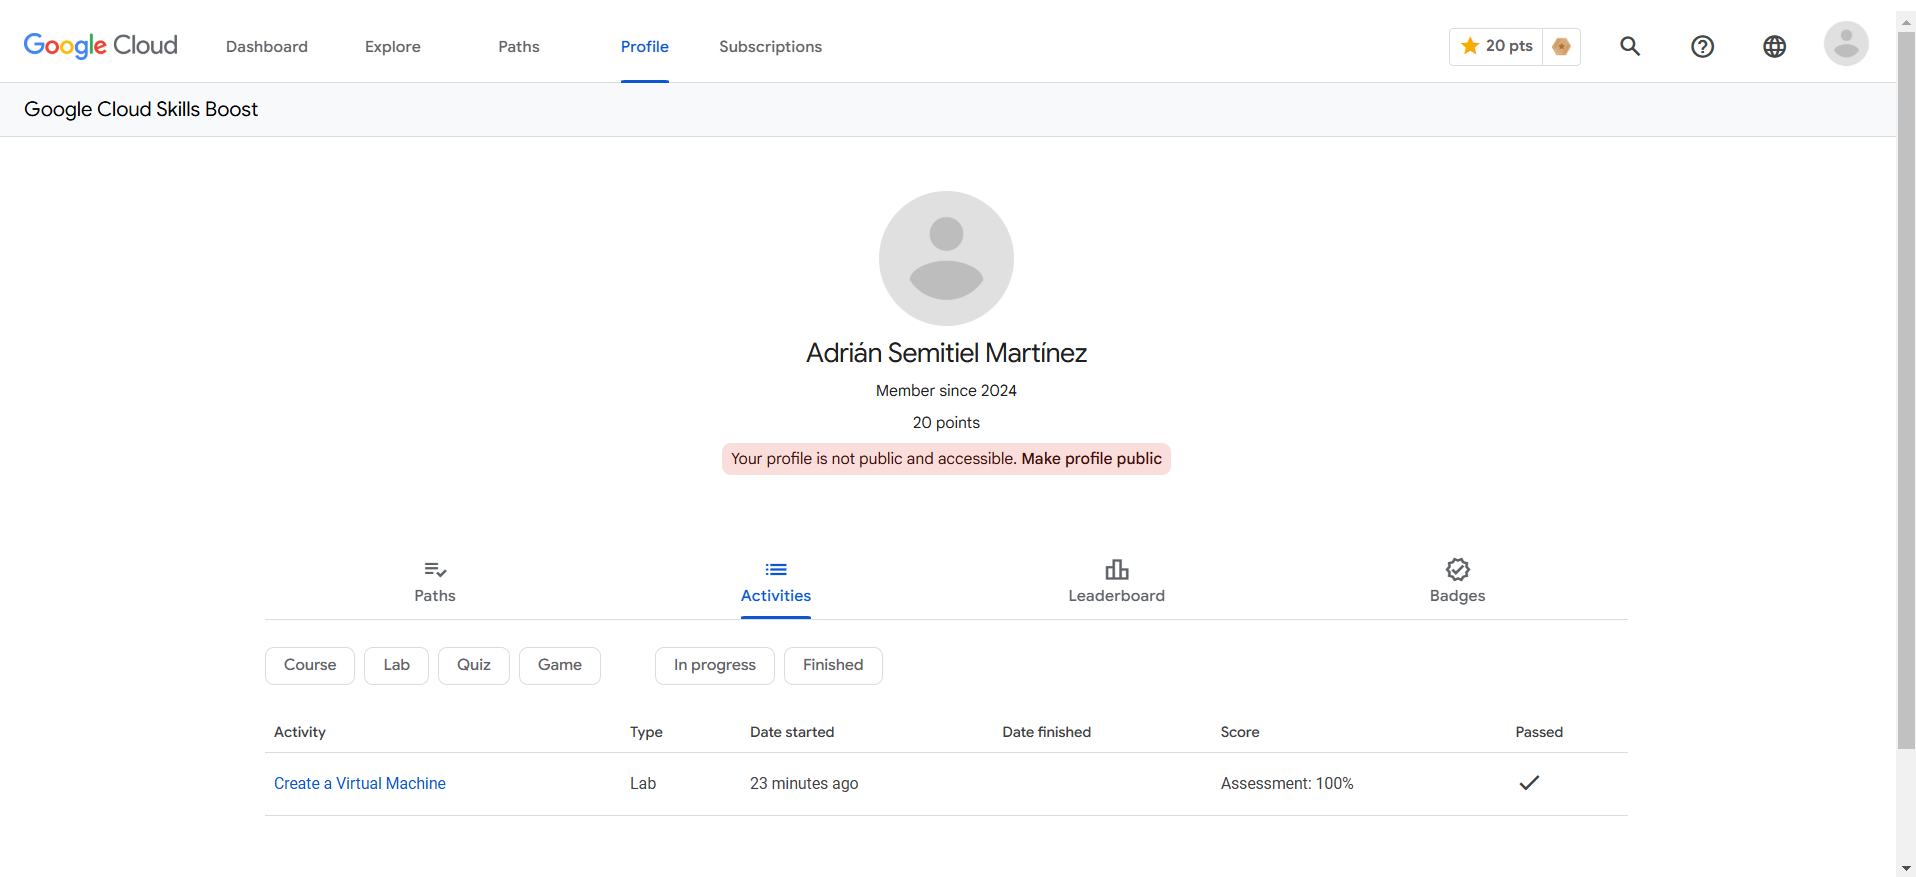 Google Cloud Dashboard Explore Paths Profile Subscriptions 20 pts
Google Cloud Skills Boost
Adrián Semitiel Martínez
Member since 2024
20 points
Your profile is not public and accessible. Make profile public
Paths Activities Leaderboard Badges
Course Lab Quiz Game In progress Finished
Activity Type Date started Date finished Score Passed
Create a Virtual Machine Lab 23 minutes ago Assessment: 100%